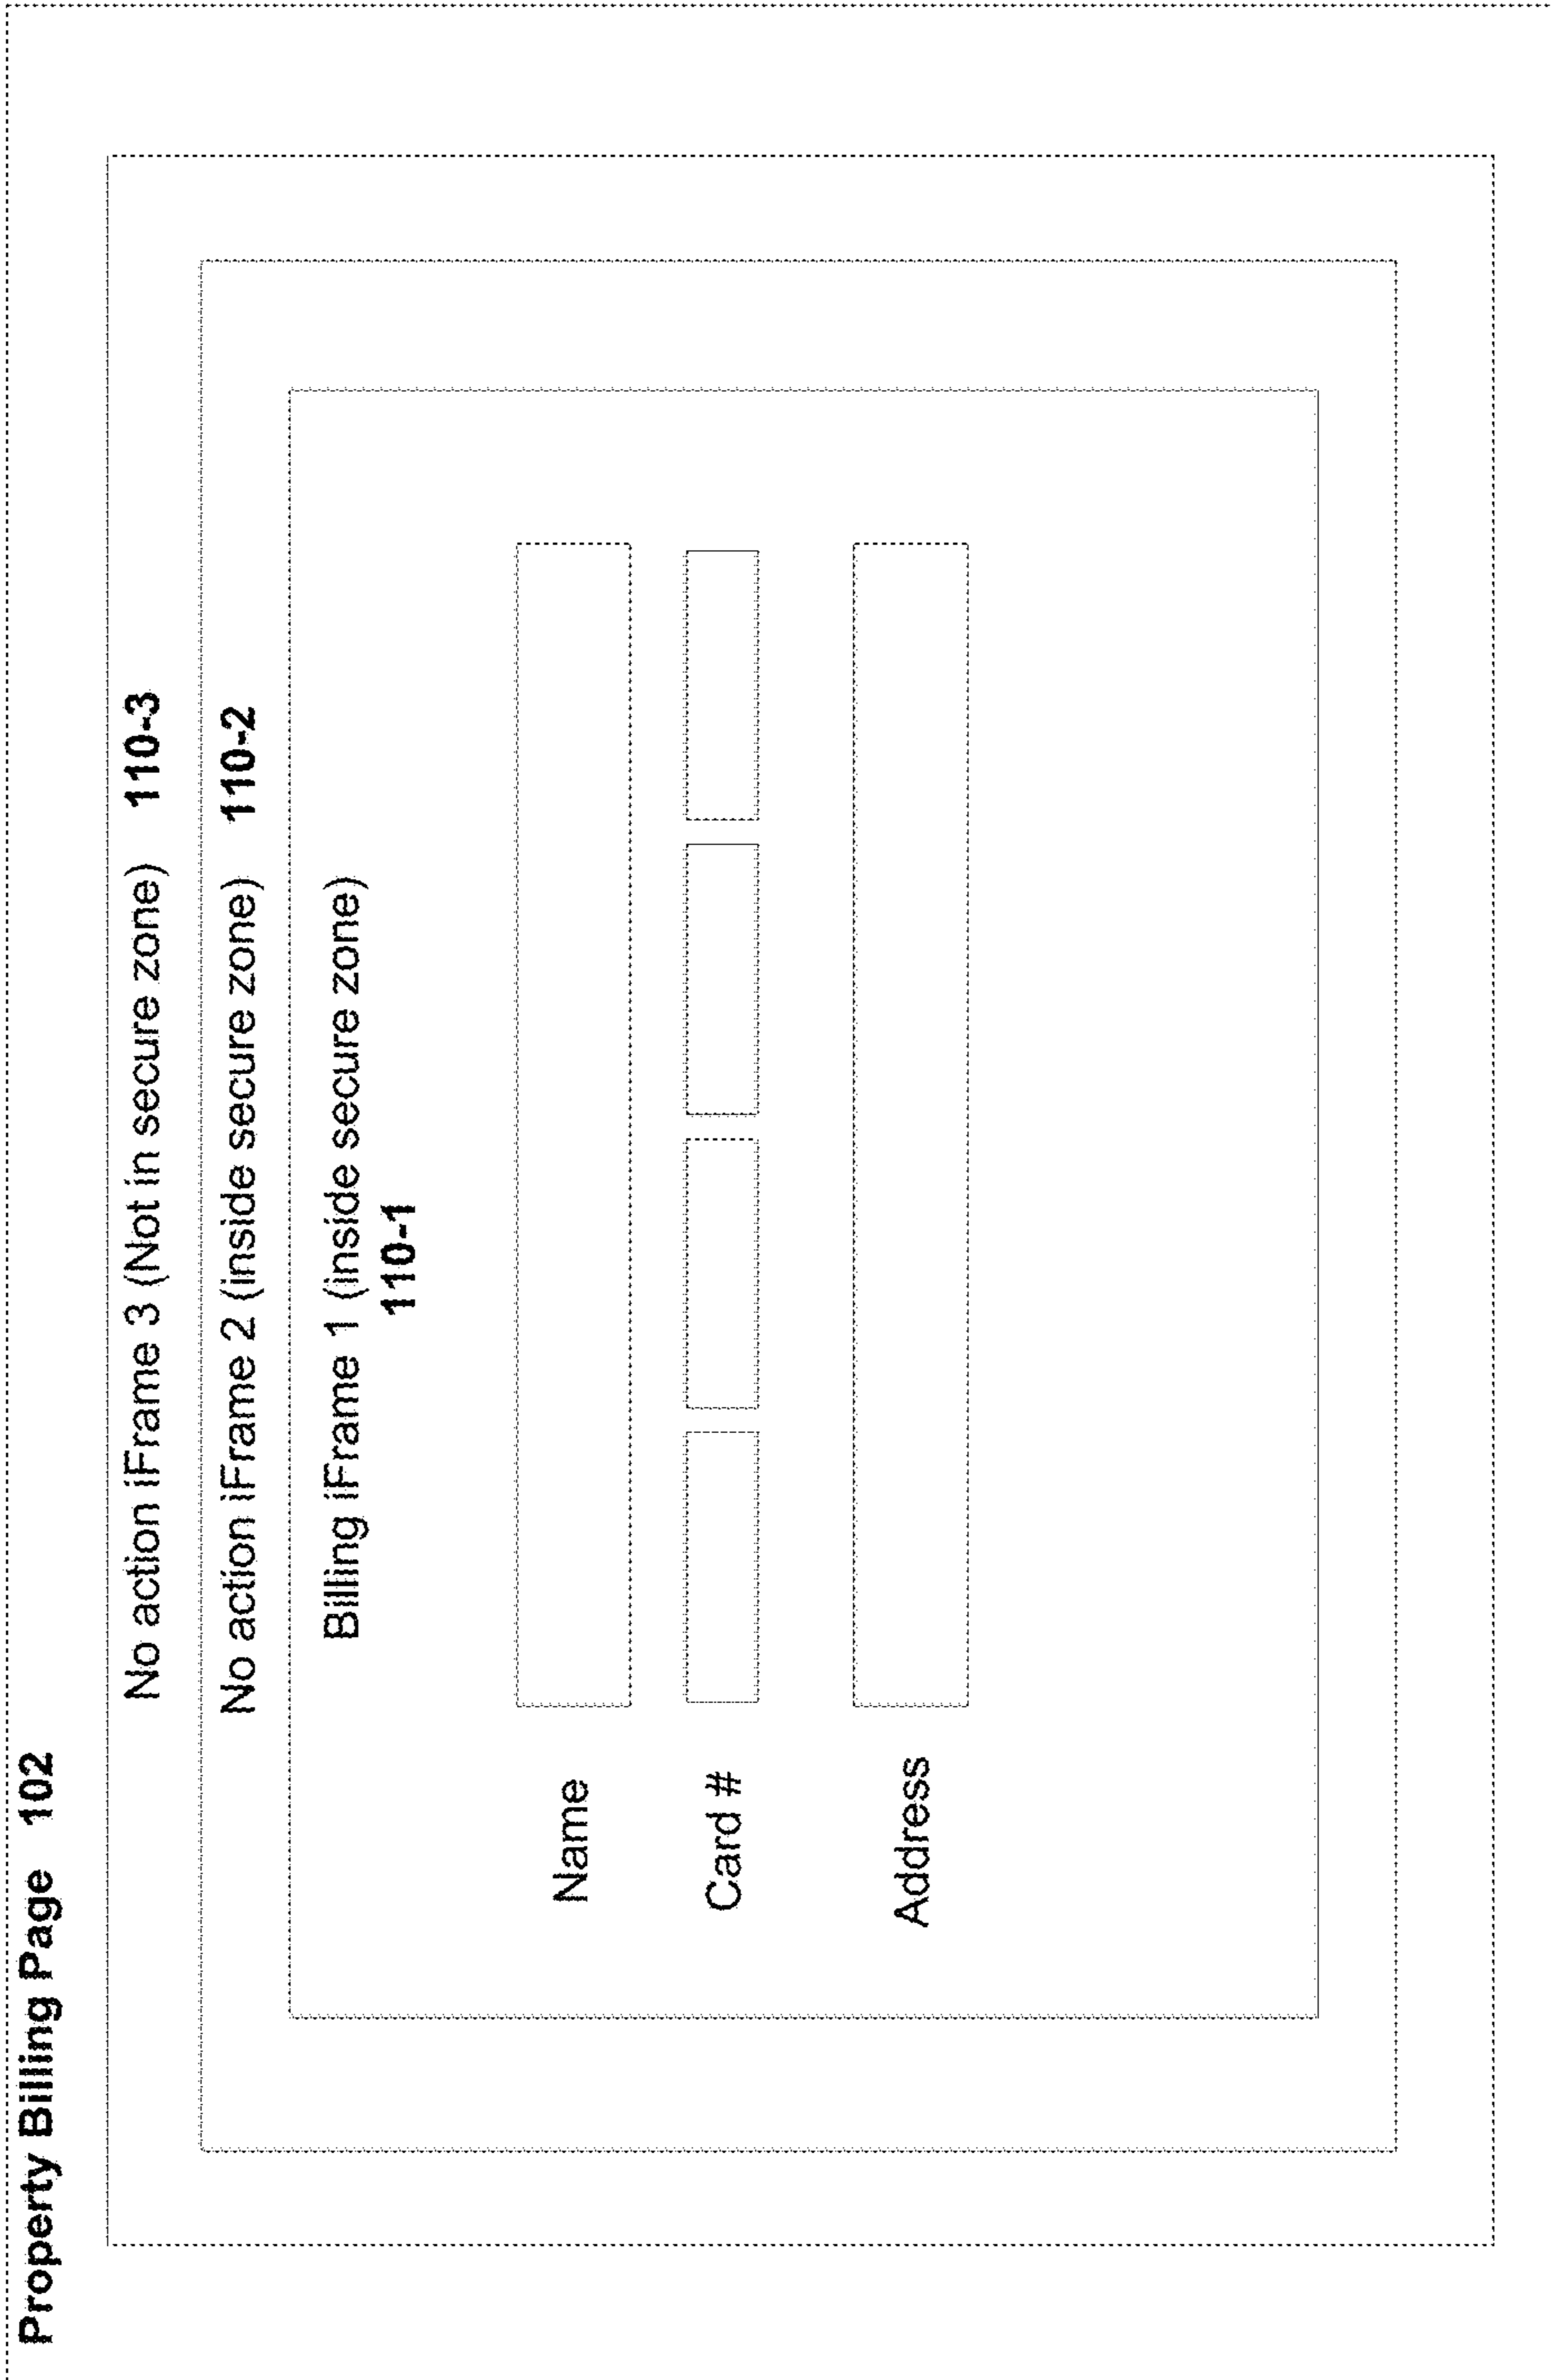 Property Billing Page 102
No action iFrame 3 (Not in secure zone) 110-3
No action iFrame 2 (inside secure zone) 110-2
Billing iFrame 1 (inside secure zone)
110-1
Name
Card #
Address